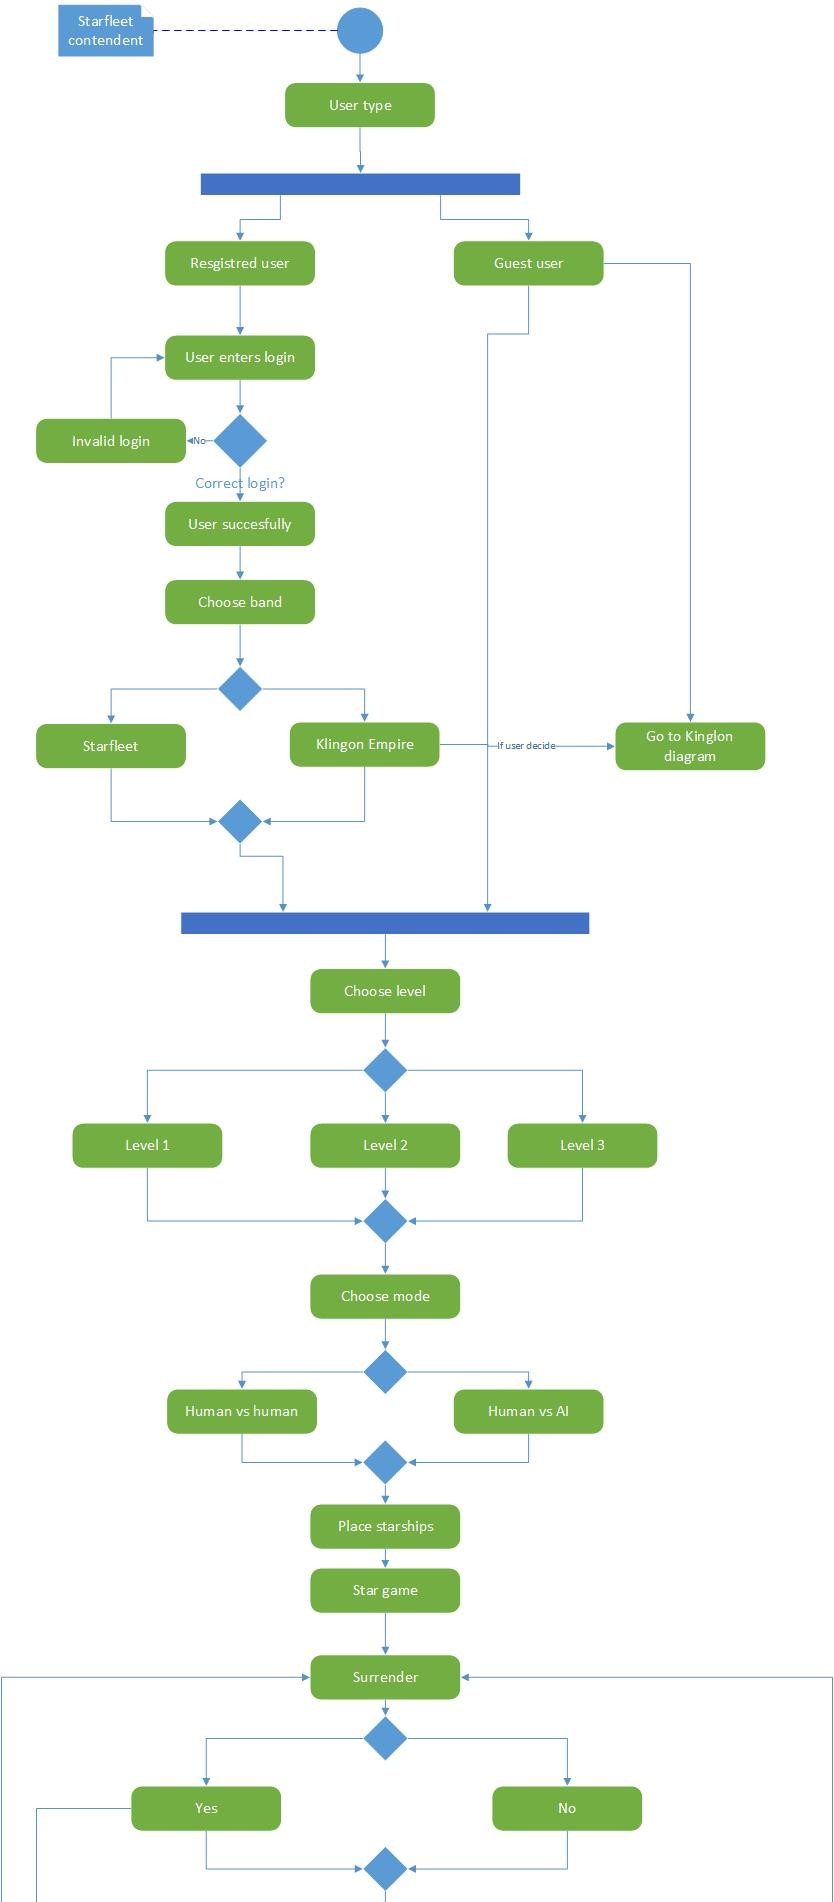 Starfleet
contendent
User type
Resgistred user
Guest user
User enters login
Invalid login
No
Correct login?
User succesfully
Choose band
Starfleet
Klingon Empire
If user decide
Go to Kinglon
diagram
Choose level
Level 1
Level 2
Level 3
Choose mode
Human vs human
Human vs AI
Place starships
Star game
Surrender
Yes
No